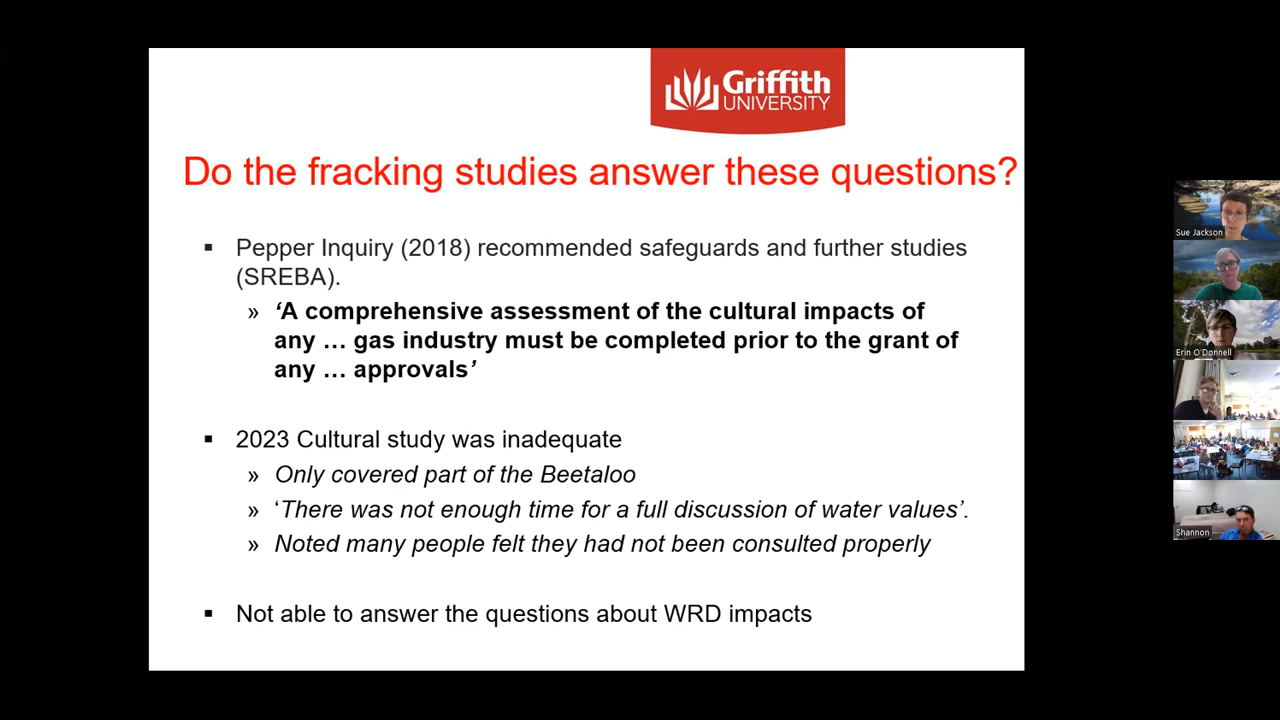 Griffith
UNIVERSITY
Do the fracking studies answer these questions?
▪ Pepper Inquiry (2018) recommended safeguards and further studies
(SREBA).
» ‘A comprehensive assessment of the cultural impacts of
any … gas industry must be completed prior to the grant of
any … approvals’
▪ 2023 Cultural study was inadequate
» Only covered part of the Beetaloo
» ‘There was not enough time for a full discussion of water values’.
» Noted many people felt they had not been consulted properly
▪ Not able to answer the questions about WRD impacts
Sue Jackson
Erin O'Donnell
Shannon